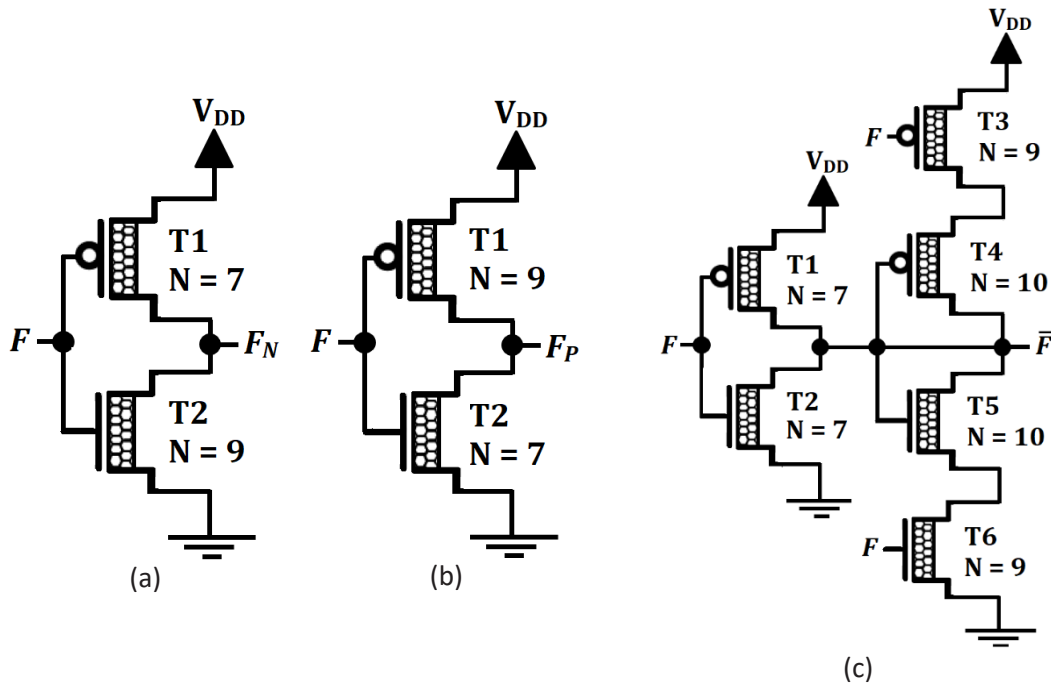 V_DD
T1
N = 7
F
F_N
T2
N = 9
(a)
V_DD
T1
N = 9
F
F_P
T2
N = 7
(b)
V_DD
F
T3
N = 9
V_DD
T1
N = 7
T4
N = 10
F
F̅
T2
N = 7
T5
N = 10
F
T6
N = 9
(c)